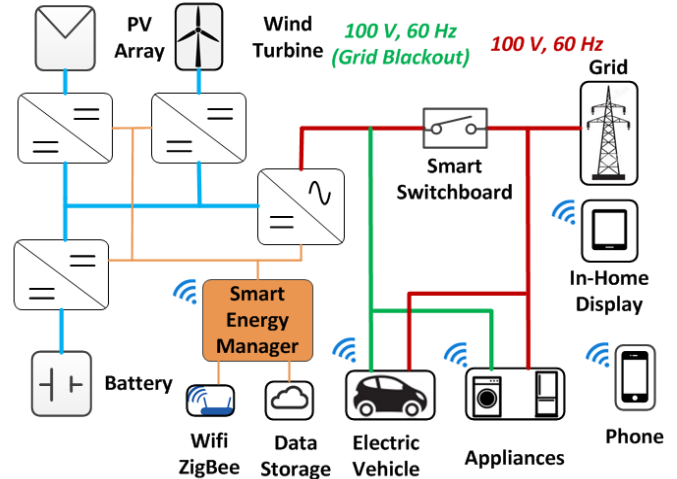 PV
Array
Wind
Turbine
100 V, 60 Hz
(Grid Blackout)
100 V, 60 Hz
Grid
Smart
Switchboard
In-Home
Display
Smart
Energy
Manager
Battery
Wifi
ZigBee
Data
Storage
Electric
Vehicle
Appliances
Phone